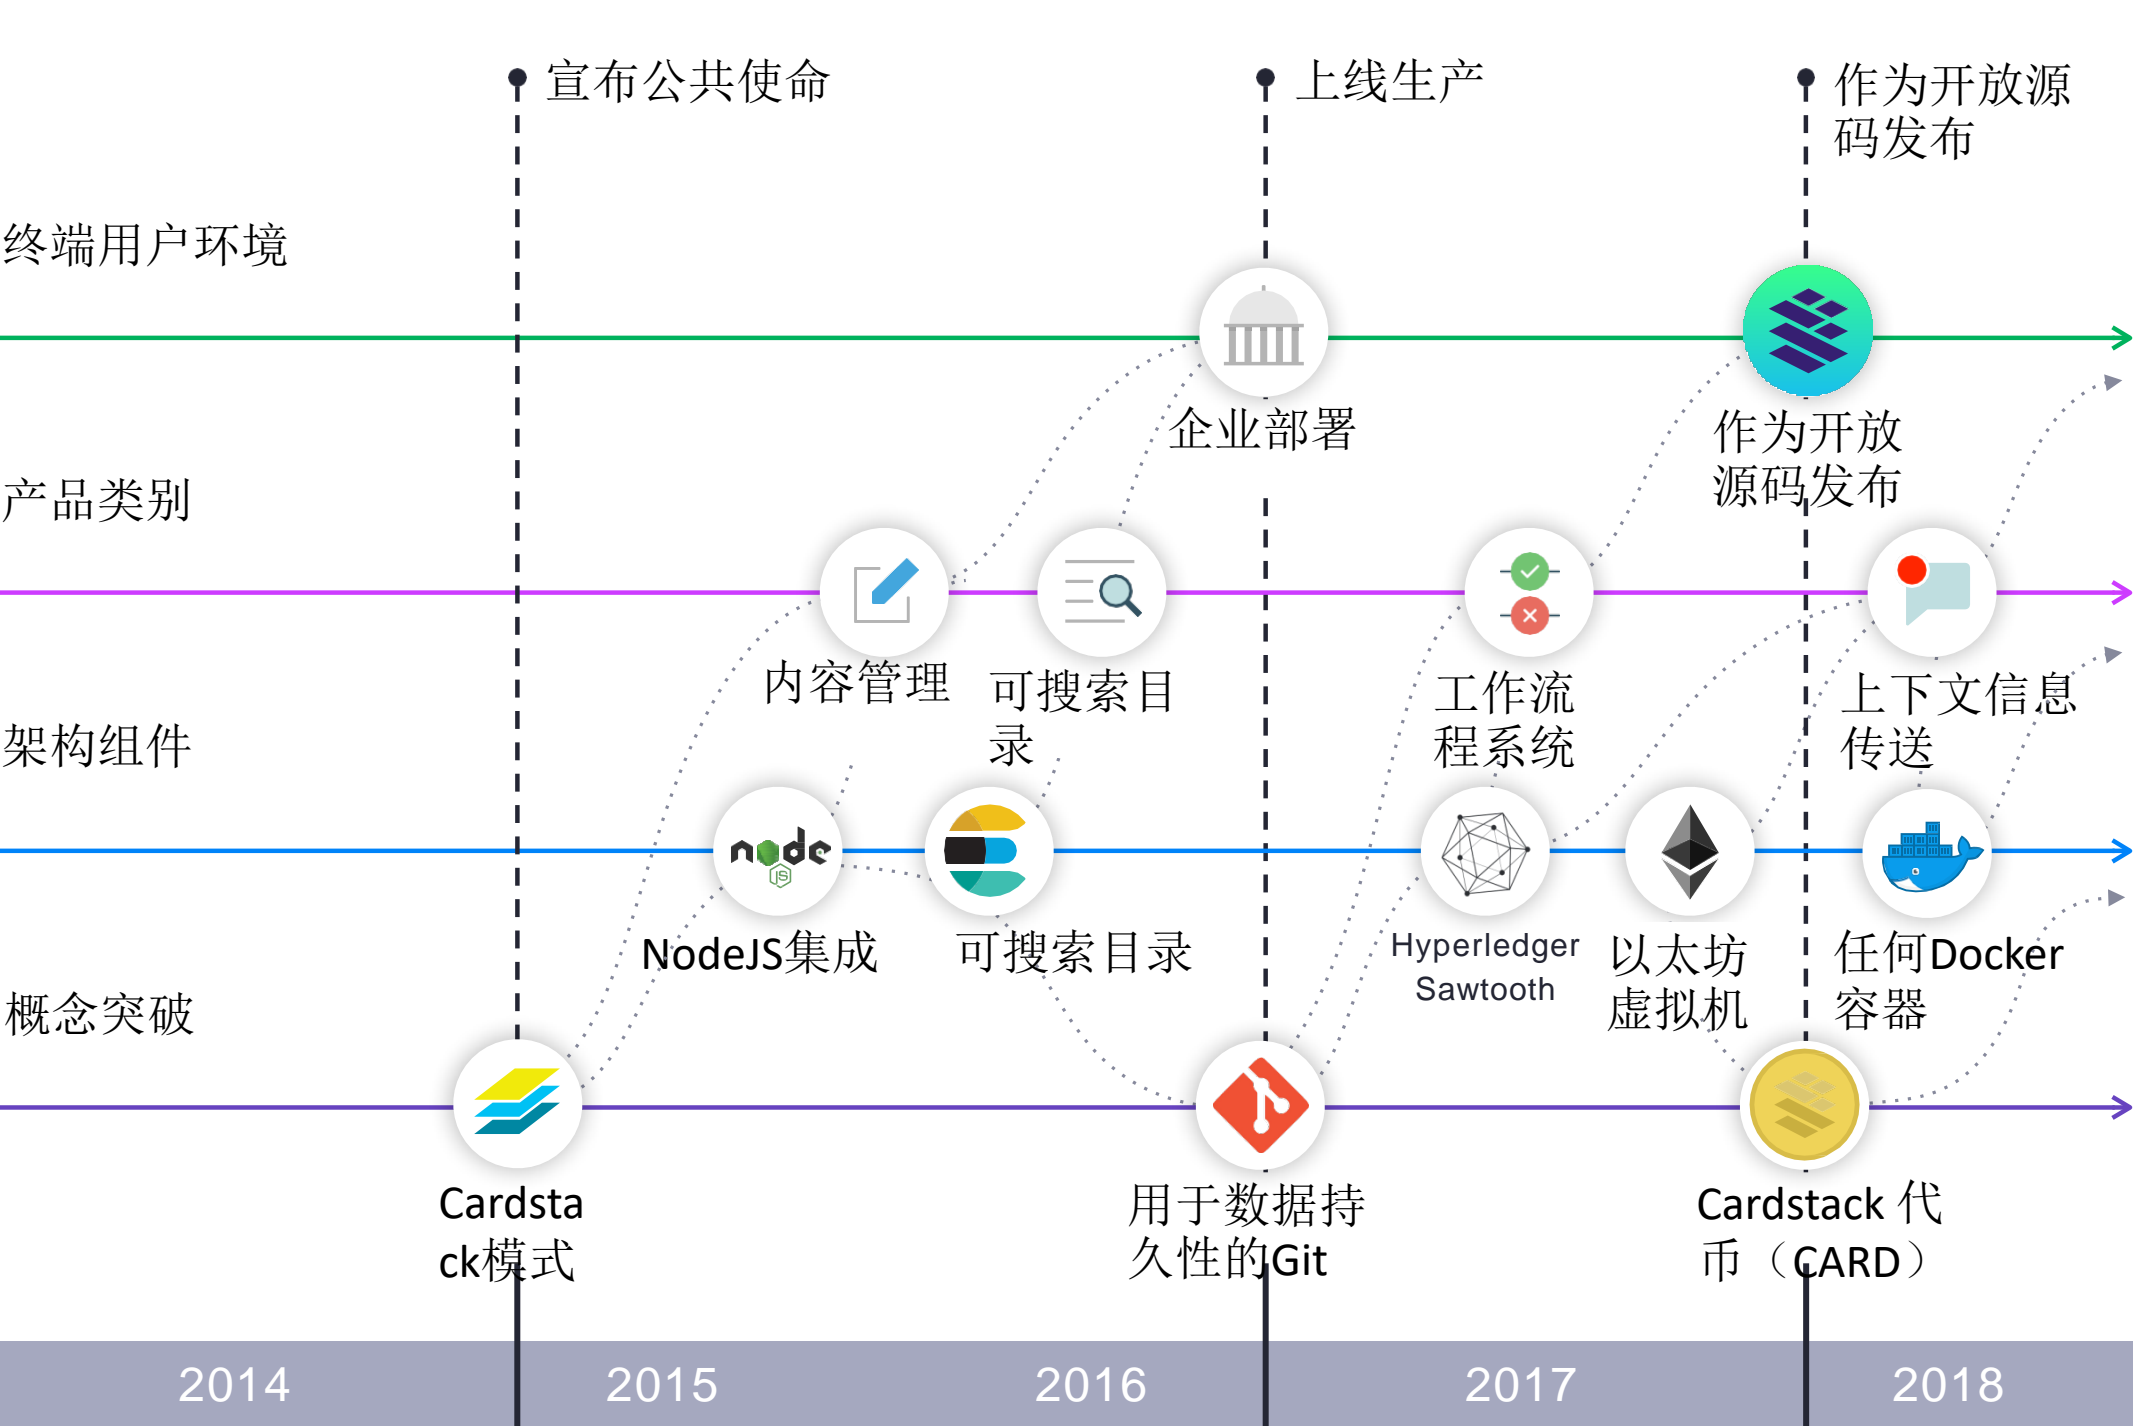 宣布公共使命
上线生产
作为开放源
码发布
终端用户环境
企业部署
作为开放
源码发布
产品类别
内容管理
可搜索目
录
工作流
程系统
上下文信息
传送
架构组件
node
JS
NodeJS集成
可搜索目录
Hyperledger
Sawtooth
以太坊
虚拟机
任何Docker
容器
概念突破
Cardsta
ck模式
用于数据持
久性的Git
Cardstack 代
币（CARD）
2014
2015
2016
2017
2018